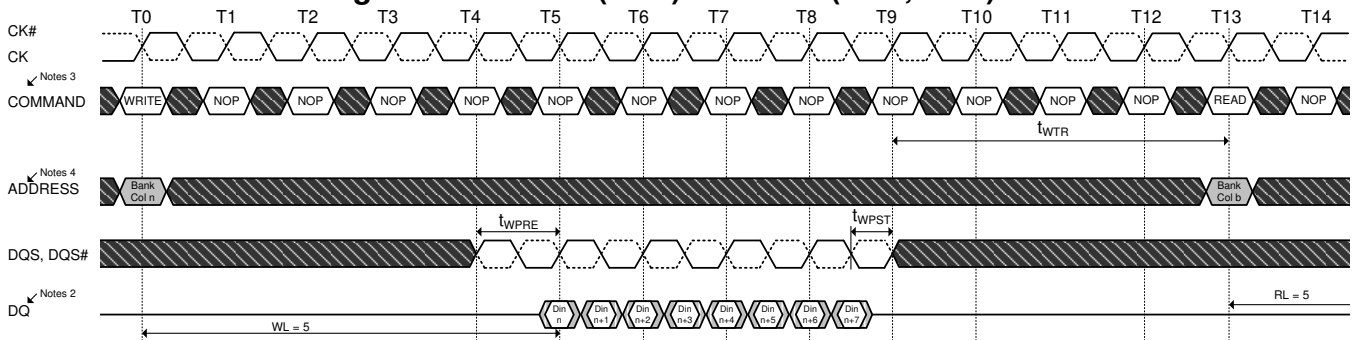 T0 T1 T2 T3 T4 T5 T6 T7 T8 T9 T10 T11 T12 T13 T14
CK#
CK
Notes 3
COMMAND WRITE NOP NOP NOP NOP NOP NOP NOP NOP NOP NOP NOP NOP READ NOP
tWTR
Notes 4
ADDRESS
Bank Bank
Col n Col b
tWPRE tWPST
DQS, DQS#
Notes 2
DQ
Din Din Din Din Din Din Din Din
n n+1 n+2 n+3 n+4 n+5 n+6 n+7
RL = 5
WL = 5